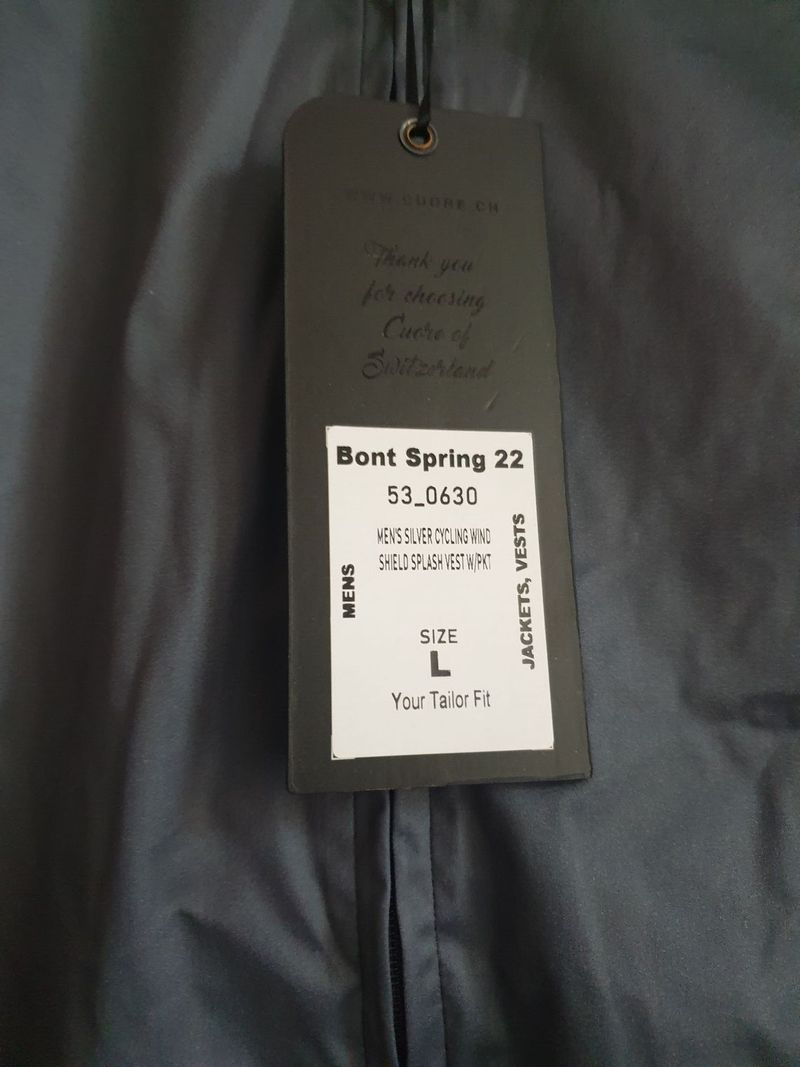 WWW.CUORE.CH
Thank you
for choosing
Cuore of
Switzerland
Bont Spring 22
53_0630
MEN'S SILVER CYCLING WIND
SHIELD SPLASH VEST W/PKT
MENS
JACKETS, VESTS
SIZE
L
Your Tailor Fit